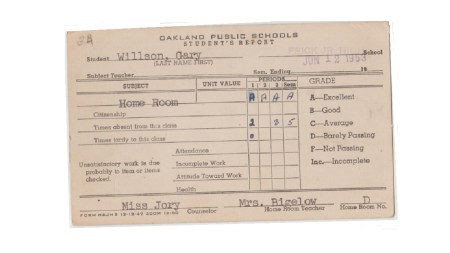 OAKLAND PUBLIC SCHOOLS
STUDENT'S REPORT
Student Willson, Gary School
(LAST NAME FIRST) JUN 12 1953
Subject Teacher Sem. Ending 19
SUBJECT UNIT VALUE PERIODS GRADE
1 2 3 Sem
Home Room A A A A A—Excellent
Citizenship B—Good
Times absent from this class 2 3 5 C—Average
Times tardy to this class 0 D—Barely Passing
Attendance F—Not Passing
Unsatisfactory work is due Incomplete Work Inc.—Incomplete
probably to item or items
checked. Attitude Toward Work
Health
Miss Jory Mrs. Bigelow D
Counselor Home Room Teacher Home Room No.